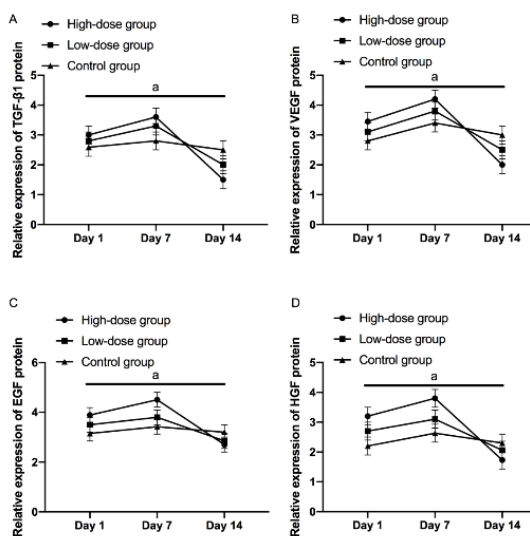 A
High-dose group
Low-dose group
Control group
Relative expression of TGF-β1 protein
5
4
3
2
1
0
a
Day 1
Day 7
Day 14
B
High-dose group
Low-dose group
Control group
Relative expression of VEGF protein
5
4
3
2
1
0
a
Day 1
Day 7
Day 14
C
High-dose group
Low-dose group
Control group
Relative expression of EGF protein
6
4
2
0
a
Day 1
Day 7
Day 14
D
High-dose group
Low-dose group
Control group
Relative expression of HGF protein
5
4
3
2
1
0
a
Day 1
Day 7
Day 14